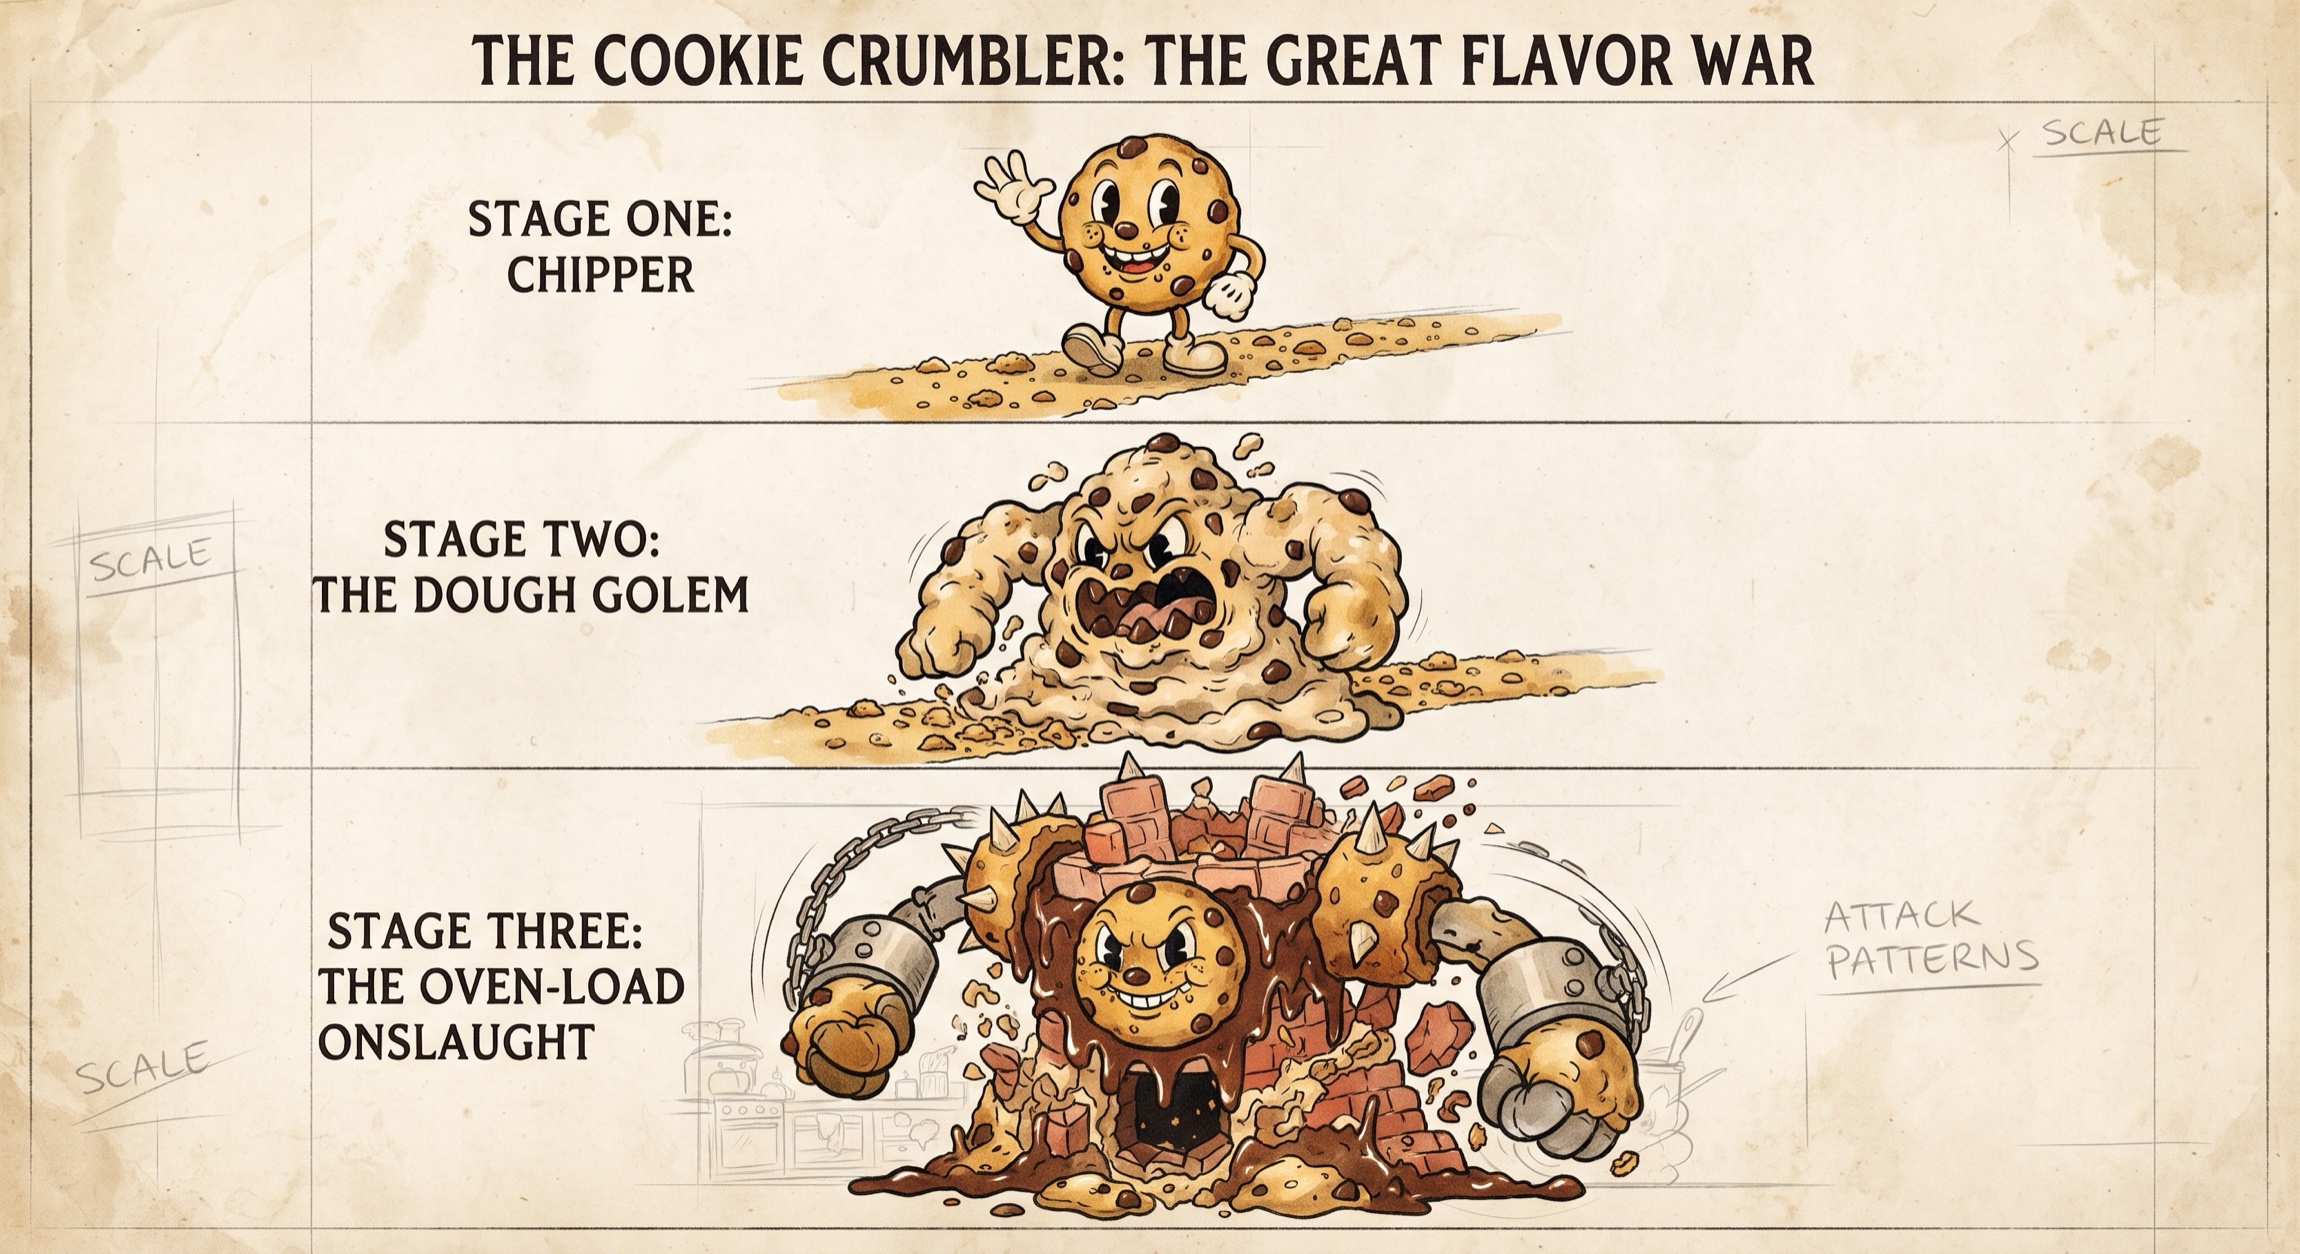 THE COOKIE CRUMBLER: THE GREAT FLAVOR WAR
SCALE
STAGE ONE:
CHIPPER
STAGE TWO:
THE DOUGH GOLEM
SCALE
STAGE THREE:
THE OVEN-LOAD
ONSLAUGHT
ATTACK
PATTERNS
SCALE